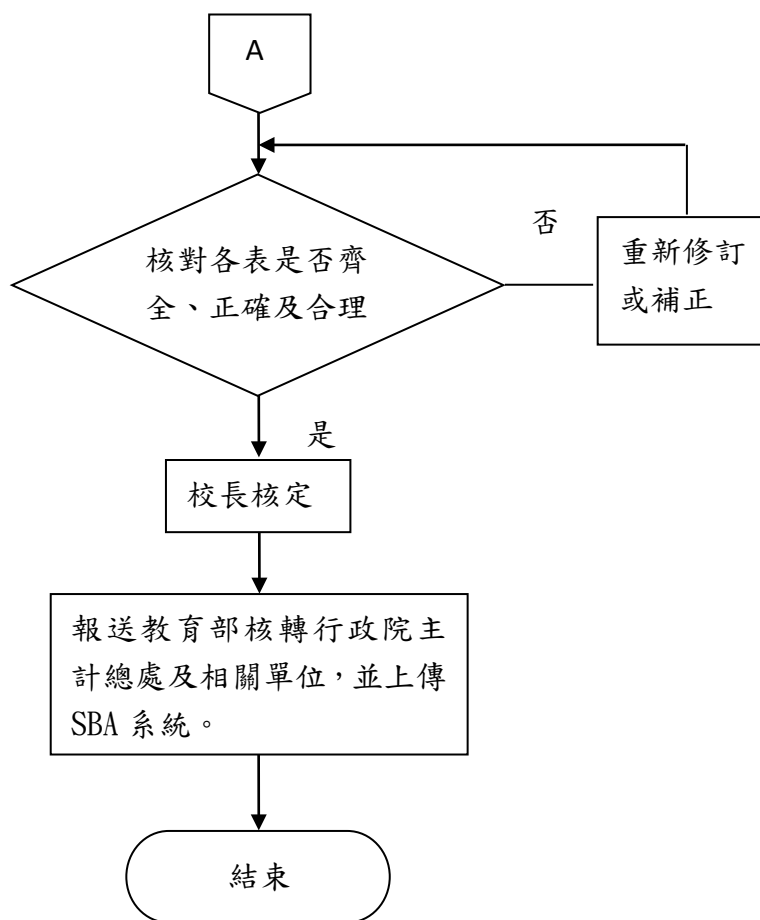 A
核對各表是否齊
全、正確及合理
否
重新修訂
或補正
是
校長核定
報送教育部核轉行政院主
計總處及相關單位,並上傳
SBA 系統。
結束